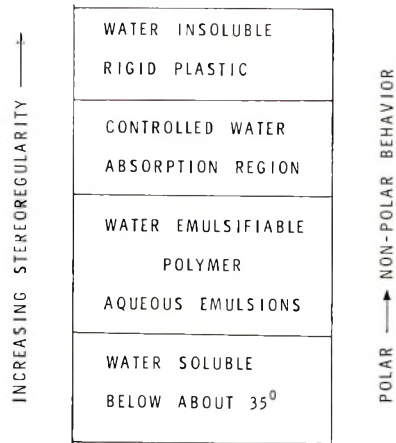 INCREASING STEREOREGULARITY
WATER INSOLUBLE
RIGID PLASTIC
CONTROLLED WATER
ABSORPTION REGION
WATER EMULSIFIABLE
POLYMER
AQUEOUS EMULSIONS
WATER SOLUBLE
BELOW ABOUT 35⁰
POLAR → NON-POLAR BEHAVIOR